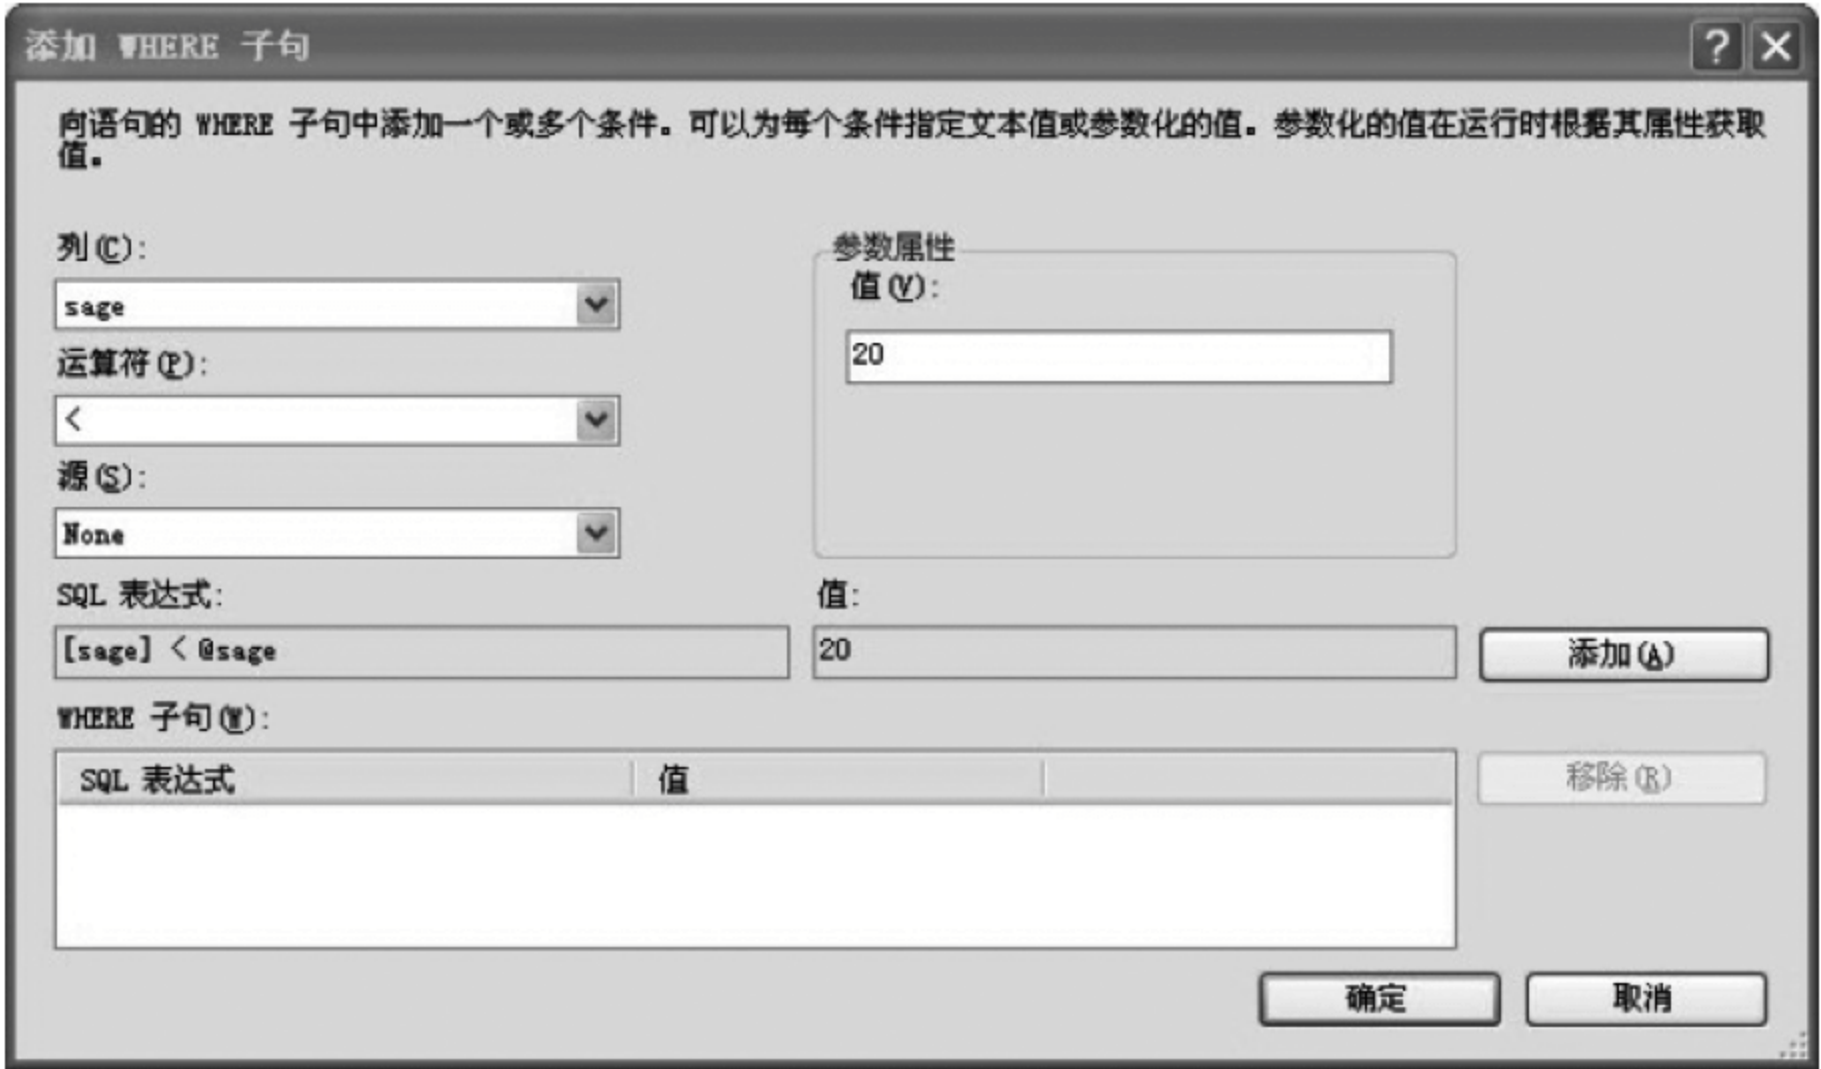 添加 WHERE 子句
向语句的 WHERE 子句中添加一个或多个条件。可以为每个条件指定文本值或参数化的值。参数化的值在运行时根据其属性获取
值。
列(C):
sage
运算符(P):
<
源(S):
None
参数属性
值(V):
20
SQL 表达式:
[sage] < @sage
值:
20
添加(A)
WHERE 子句(W):
SQL 表达式 值
移除(R)
确定 取消